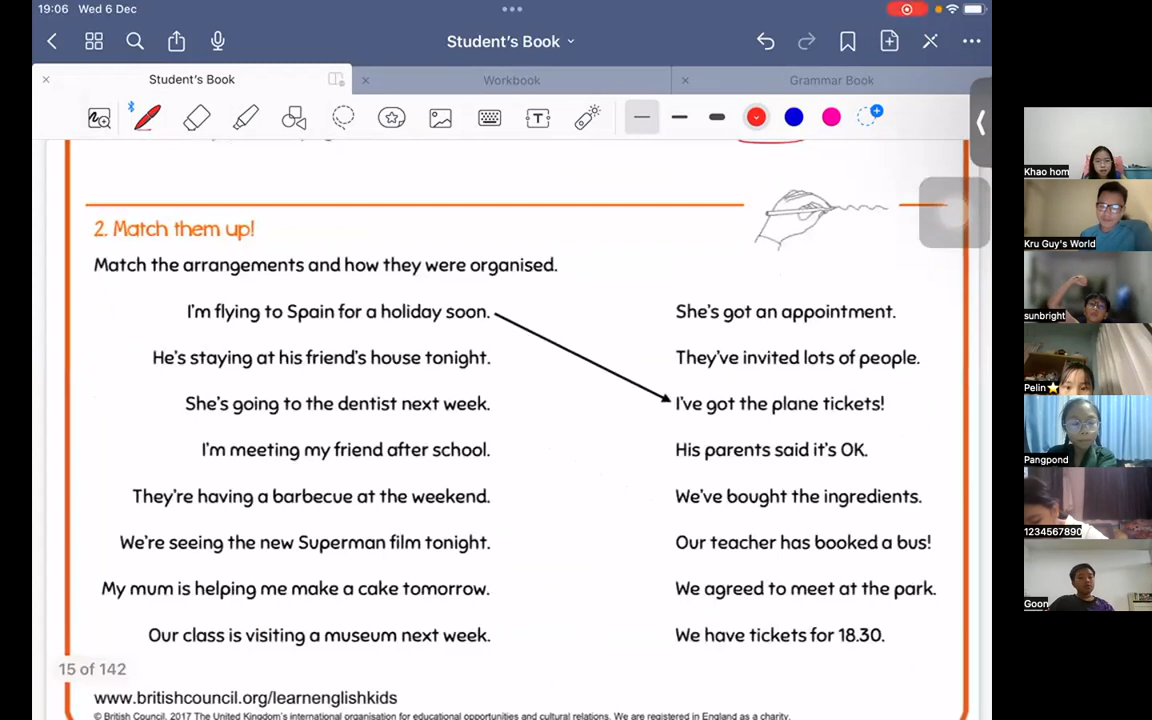 19:06 Wed 6 Dec
Student's Book
Student's Book
Workbook
Grammar Book
2. Match them up!
Match the arrangements and how they were organised.
I'm flying to Spain for a holiday soon.
She's got an appointment.
He's staying at his friend's house tonight.
They've invited lots of people.
She's going to the dentist next week.
I've got the plane tickets!
I'm meeting my friend after school.
His parents said it's OK.
They're having a barbecue at the weekend.
We've bought the ingredients.
We're seeing the new Superman film tonight.
Our teacher has booked a bus!
My mum is helping me make a cake tomorrow.
We agreed to meet at the park.
Our class is visiting a museum next week.
We have tickets for 18.30.
15 of 142
www.britishcouncil.org/learnenglishkids
© British Council, 2017 The United Kingdom's international organisation for educational opportunities and cultural relations. We are registered in England as a charity.
Khao hom
Kru Guy's World
sunbright
Pelin⭐
Pangpond
1234567890
Goon